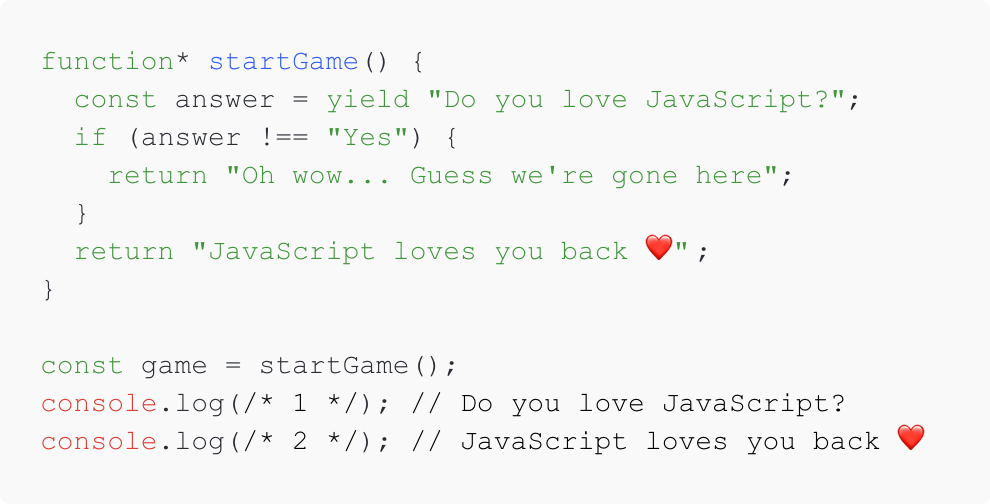 function* startGame() {
  const answer = yield "Do you love JavaScript?";
  if (answer !== "Yes") {
    return "Oh wow... Guess we're gone here";
  }
  return "JavaScript loves you back ❤️";
}

const game = startGame();
console.log(/* 1 */); // Do you love JavaScript?
console.log(/* 2 */); // JavaScript loves you back ❤️